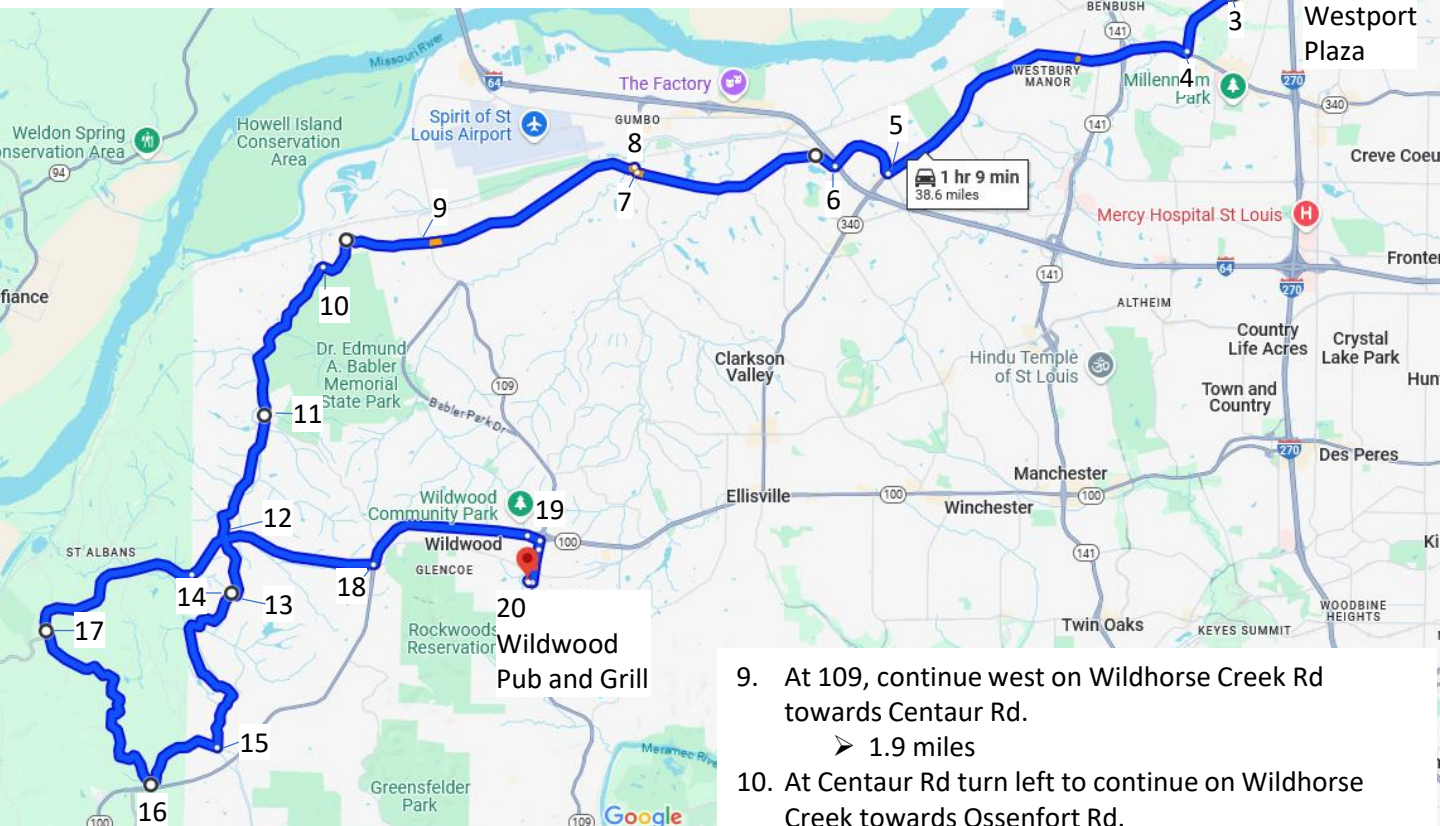 BENBUSH
3
Westport
Plaza
141
Missouri River
64
The Factory
WESTBURY
MANOR
Millennium
Park
4
270
340
Spirit of St
Louis Airport
GUMBO
Howell Island
Conservation
Area
Weldon Spring
onservation Area
94
141
5
8
Creve Coeu
1 hr 9 min
38.6 miles
7
6
9
340
Mercy Hospital St Louis
H
141
64
Fronten
270
fiance
10
ALTHEIM
Country
Life Acres
Crystal
Lake Park
Dr. Edmund
A. Babler
Memorial
State Park
Clarkson
Valley
Hindu Temple
of St Louis
109
Hun
Town and
Country
Babler Park Dr
11
270
Des Peres
Manchester
Ellisville
100
100
Winchester
Wildwood
Community Park
19
12
100
Wildwood
ST ALBANS
GLENCOE
141
Ki
18
14
13
20
Wildwood
Pub and Grill
WOODBINE
HEIGHTS
17
Rockwoods
Reservation
Twin Oaks
KEYES SUMMIT
9. At 109, continue west on Wildhorse Creek Rd
towards Centaur Rd.
➢ 1.9 miles
10. At Centaur Rd turn left to continue on Wildhorse
Creek towards Ossenfort Rd.
15
Meramec Rive
Greensfelder
Park
16
100
Google
109